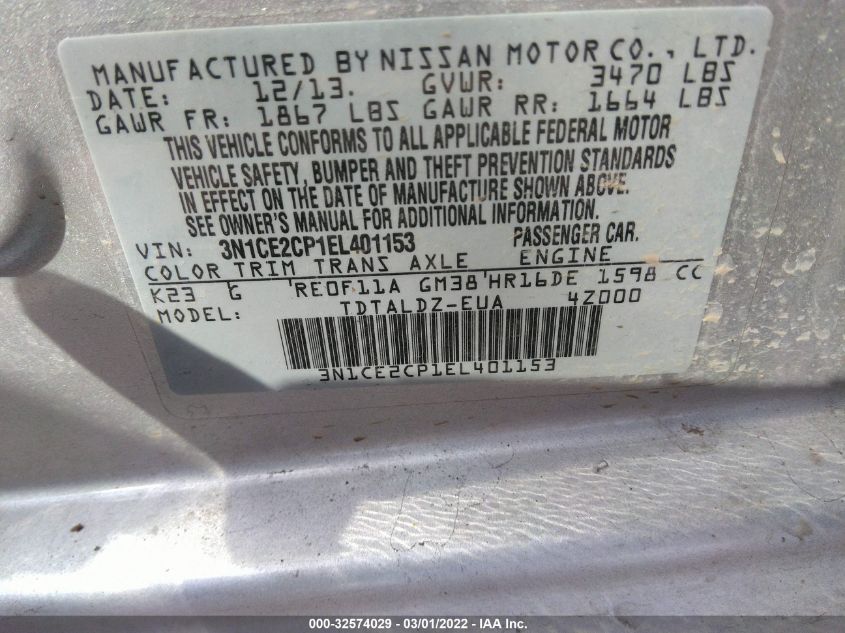 MANUFACTURED BY NISSAN MOTOR CO., LTD.
DATE: 12/13. GVWR: 3470 LBS
GAWR FR: 1867 LBS GAWR RR: 1664 LBS
THIS VEHICLE CONFORMS TO ALL APPLICABLE FEDERAL MOTOR
VEHICLE SAFETY, BUMPER AND THEFT PREVENTION STANDARDS
IN EFFECT ON THE DATE OF MANUFACTURE SHOWN ABOVE.
SEE OWNER'S MANUAL FOR ADDITIONAL INFORMATION.
VIN: 3N1CE2CP1EL401153 PASSENGER CAR.
COLOR TRIM TRANS AXLE ENGINE
K23 G RE0F11A GM38 HR16DE 1598 CC
MODEL: TDTALDZ-EUA 4Z000
3N1CE2CP1EL401153
000-32574029 - 03/01/2022 - IAA Inc.